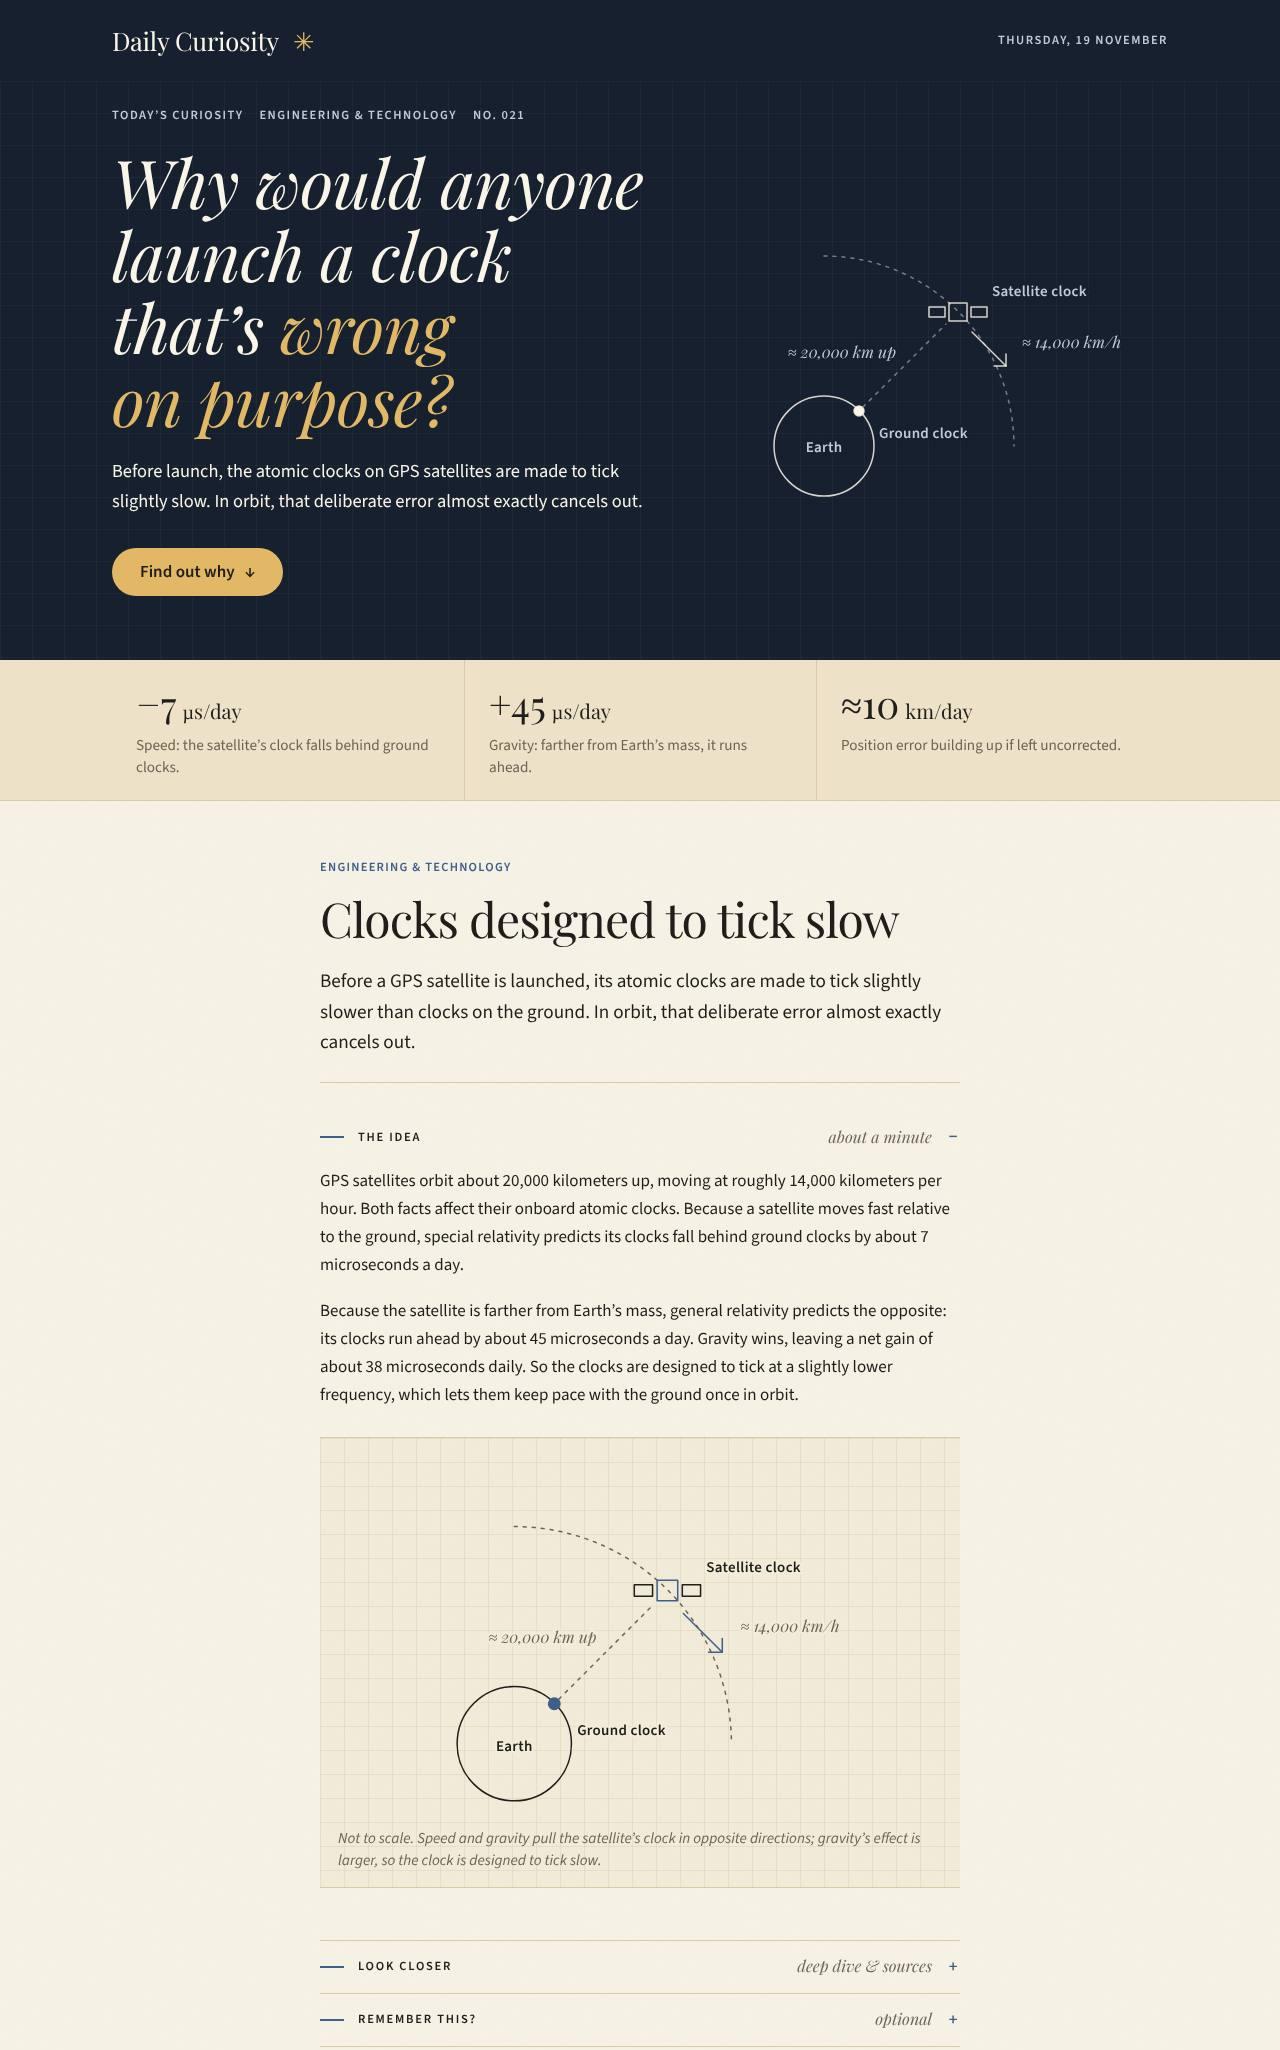 Daily Curiosity ✳
THURSDAY, 19 NOVEMBER
TODAY’S CURIOSITY ENGINEERING & TECHNOLOGY NO. 021
Why would anyone
launch a clock
that’s wrong
on purpose?
Before launch, the atomic clocks on GPS satellites are made to tick
slightly slow. In orbit, that deliberate error almost exactly cancels out.
Find out why ↓
Satellite clock
≈ 14,000 km/h
≈ 20,000 km up
Ground clock
Earth
−7 µs/day
Speed: the satellite’s clock falls behind ground
clocks.
+45 µs/day
Gravity: farther from Earth’s mass, it runs
ahead.
≈10 km/day
Position error building up if left uncorrected.
ENGINEERING & TECHNOLOGY
Clocks designed to tick slow
Before a GPS satellite is launched, its atomic clocks are made to tick slightly
slower than clocks on the ground. In orbit, that deliberate error almost exactly
cancels out.
THE IDEA
about a minute −
GPS satellites orbit about 20,000 kilometers up, moving at roughly 14,000 kilometers per
hour. Both facts affect their onboard atomic clocks. Because a satellite moves fast relative
to the ground, special relativity predicts its clocks fall behind ground clocks by about 7
microseconds a day.
Because the satellite is farther from Earth’s mass, general relativity predicts the opposite:
its clocks run ahead by about 45 microseconds a day. Gravity wins, leaving a net gain of
about 38 microseconds daily. So the clocks are designed to tick at a slightly lower
frequency, which lets them keep pace with the ground once in orbit.
Satellite clock
≈ 14,000 km/h
≈ 20,000 km up
Ground clock
Earth
Not to scale. Speed and gravity pull the satellite’s clock in opposite directions; gravity’s effect is
larger, so the clock is designed to tick slow.
LOOK CLOSER
deep dive & sources +
REMEMBER THIS?
optional +